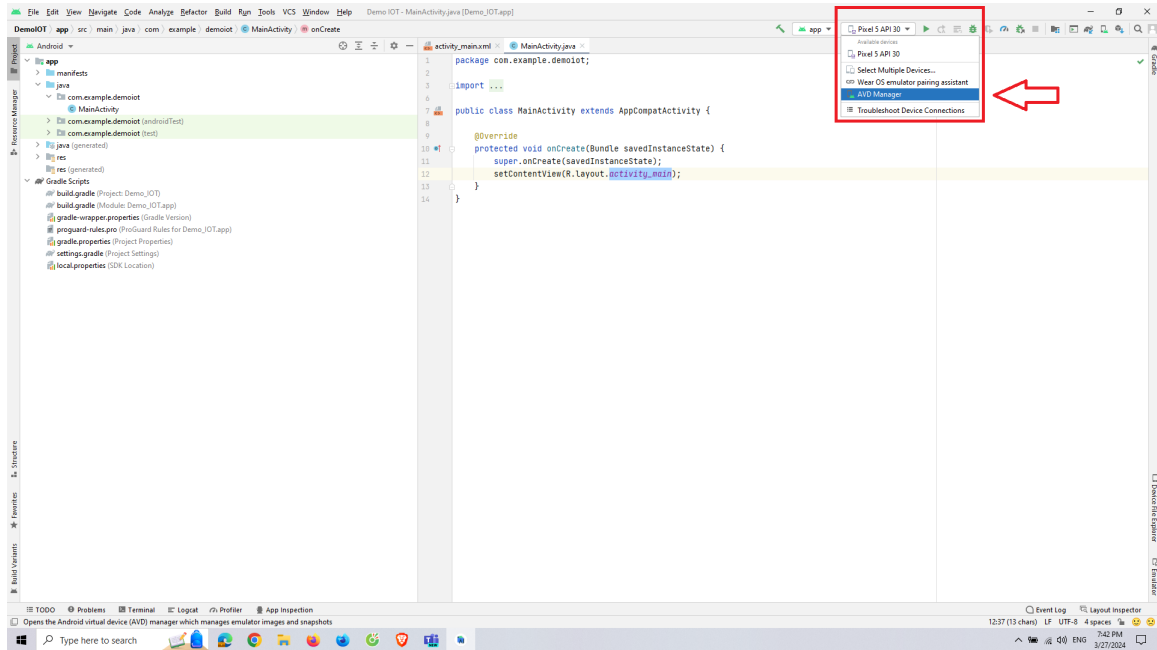 File Edit View Navigate Code Analyze Refactor Build Run Tools VCS Window Help Demo IOT - MainActivity.java [Demo_IOT.app]
DemoIOT app src main java com example demoiot MainActivity onCreate
app Pixel 5 API 30
Available devices
Pixel 5 API 30
Select Multiple Devices...
Wear OS emulator pairing assistant
AVD Manager
Troubleshoot Device Connections
Project
Resource Manager
Structure
Favorites
Build Variants
Android
app
manifests
java
com.example.demoiot
MainActivity
com.example.demoiot (androidTest)
com.example.demoiot (test)
java (generated)
res
res (generated)
Gradle Scripts
build.gradle (Project: Demo_IOT)
build.gradle (Module: Demo_IOT.app)
gradle-wrapper.properties (Gradle Version)
proguard-rules.pro (ProGuard Rules for Demo_IOT.app)
gradle.properties (Project Properties)
settings.gradle (Project Settings)
local.properties (SDK Location)
activity_main.xml MainActivity.java
1 package com.example.demoiot;
2
3 import ...
6
7 public class MainActivity extends AppCompatActivity {
8
9 @Override
10 protected void onCreate(Bundle savedInstanceState) {
11 super.onCreate(savedInstanceState);
12 setContentView(R.layout.activity_main);
13 }
14 }
Gradle
Device File Explorer
Emulator
TODO Problems Terminal Logcat Profiler App Inspection Event Log Layout Inspector
Opens the Android virtual device (AVD) manager which manages emulator images and snapshots 12:37 (13 chars) LF UTF-8 4 spaces
Type here to search ENG 7:42 PM
3/27/2024